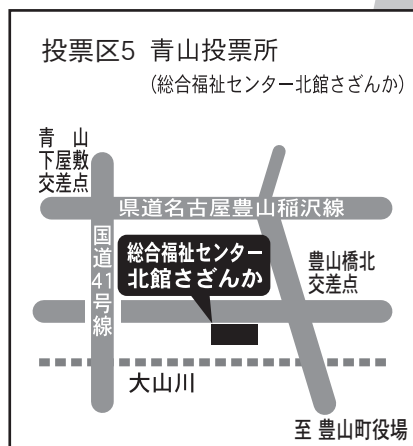 投票区5 青山投票所
(総合福祉センター北館さざんか)
青 山
下屋敷
交差点
県道名古屋豊山稲沢線
国道41号線
総合福祉センター
北館さざんか
豊山橋北
交差点
大山川
至 豊山町役場